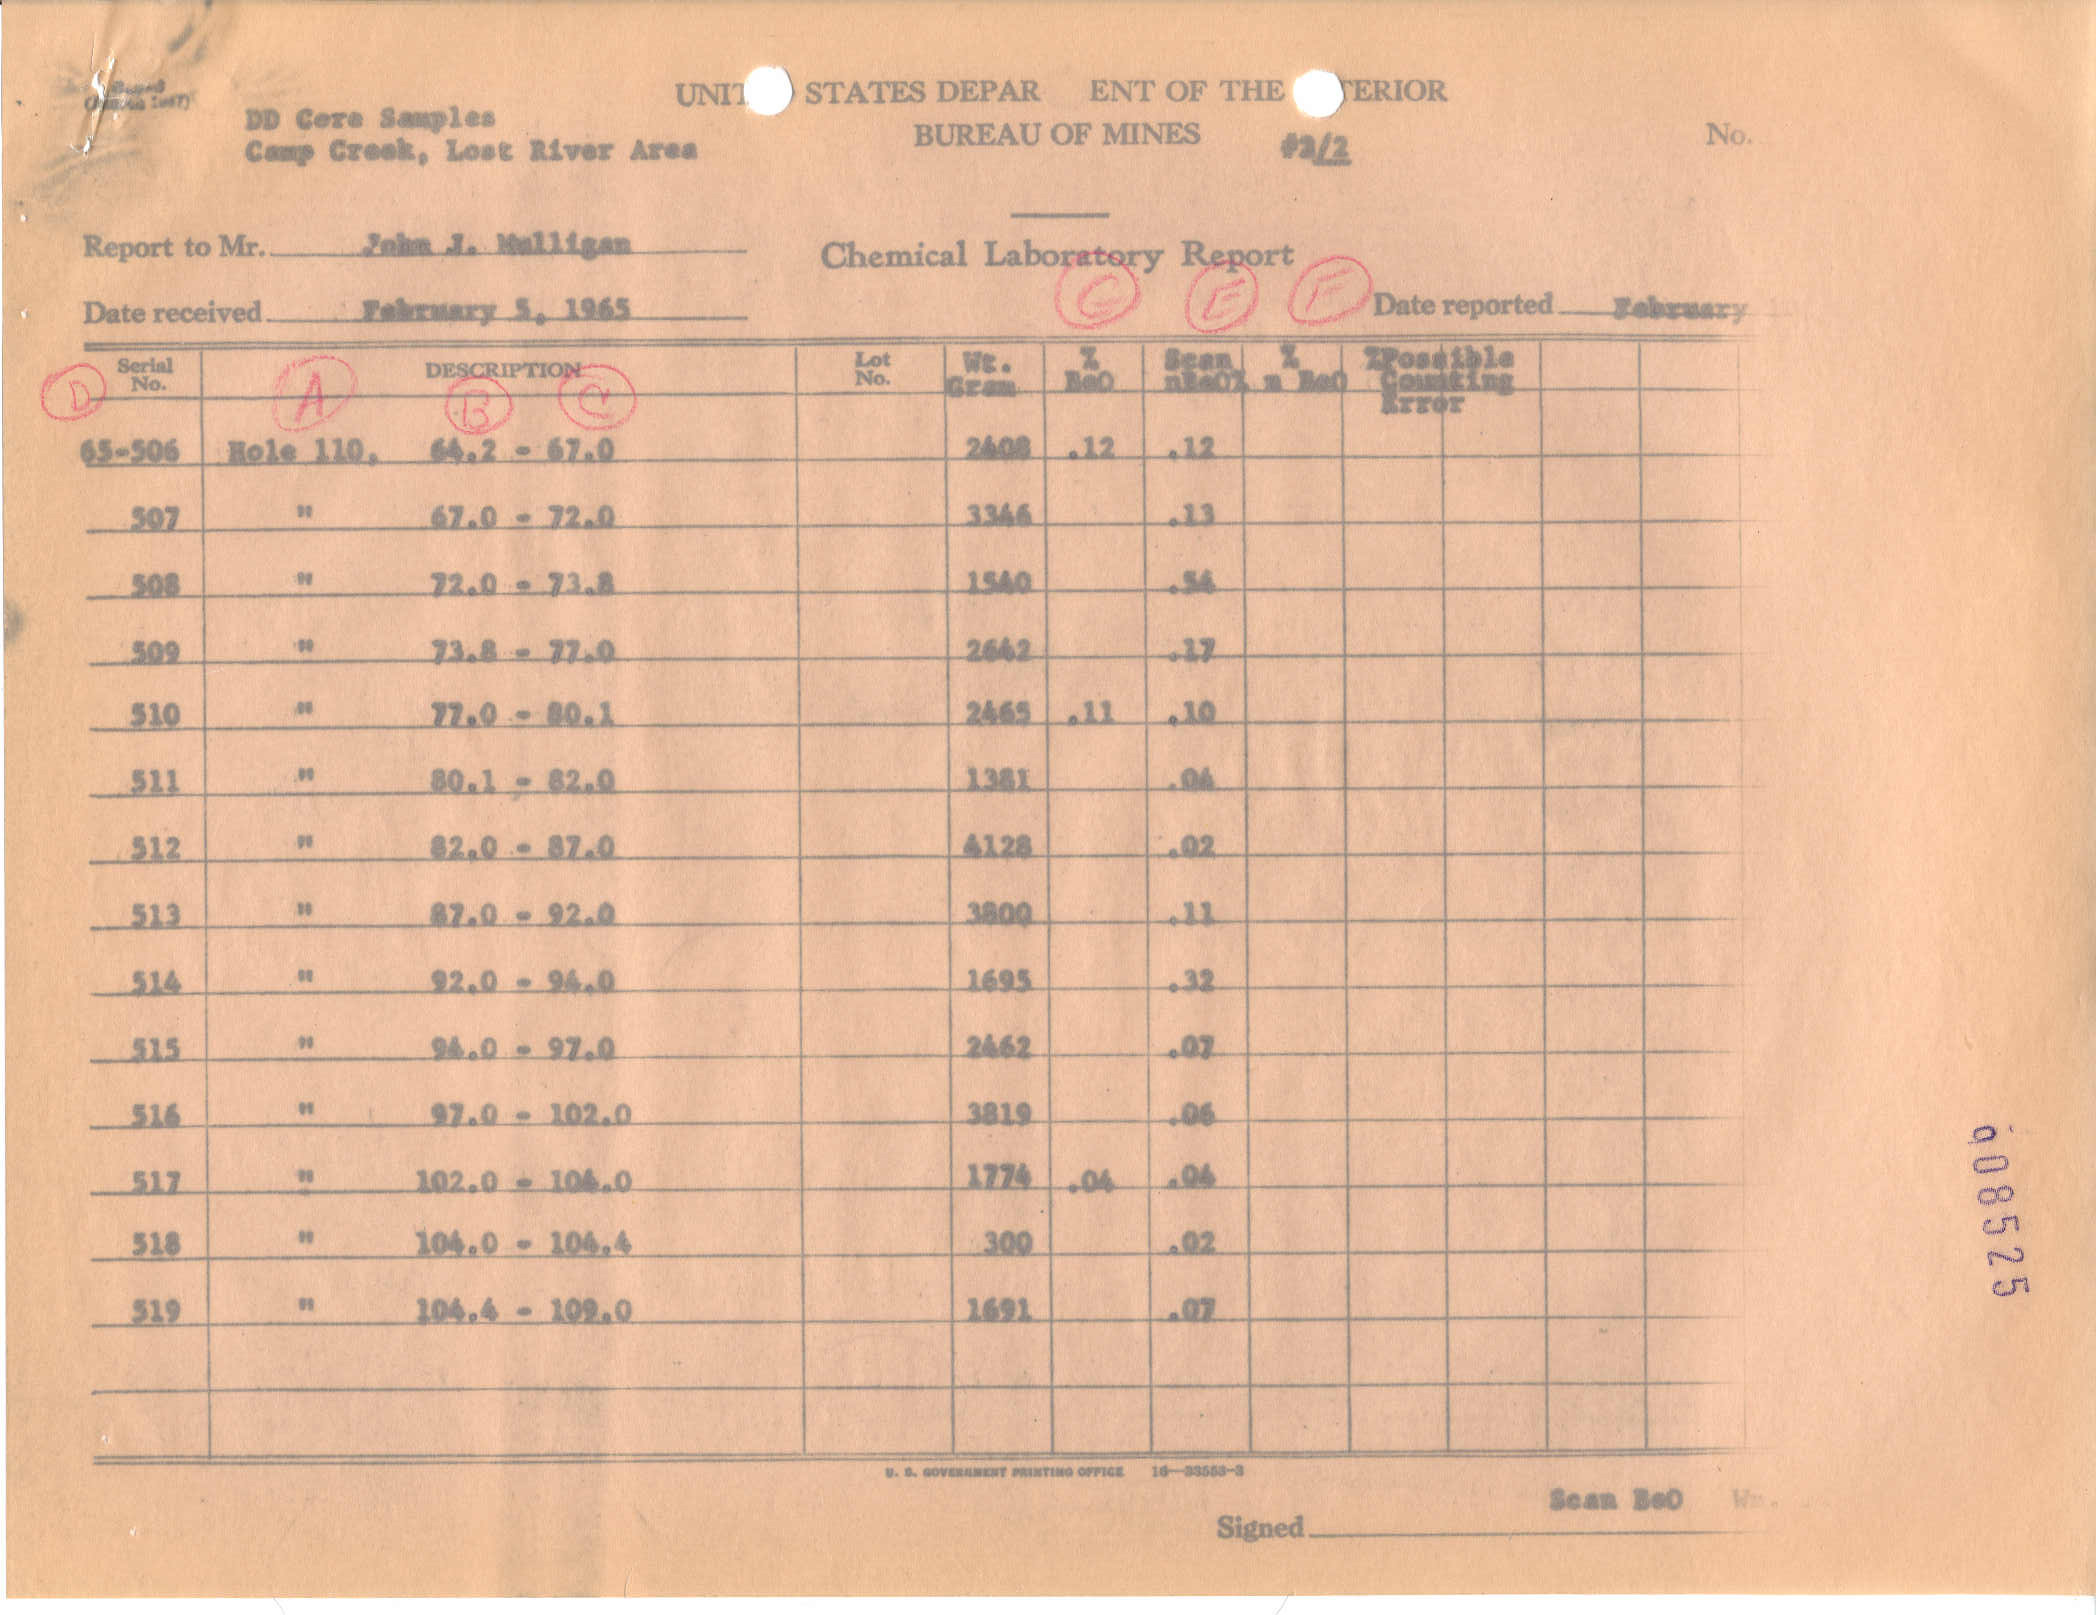 UNIT STATES DEPAR ENT OF THE TERIOR
BUREAU OF MINES
#2/2
No.
DD Core Samples
Camp Creek, Lost River Area
Report to Mr. John J. Mulligan
Chemical Laboratory Report
C E F
Date received February 5, 1965
Date reported February
Serial No. DESCRIPTION Lot No. Wt. Gram % BeO Scan nBeO% % n BeO %Possible Counting Error
D A B C
65-506 Hole 110, 64.2 - 67.0 2408 .12 .12
507 " 67.0 - 72.0 3346 .13
508 " 72.0 - 73.8 1540 .54
509 " 73.8 - 77.0 2642 .17
510 " 77.0 - 80.1 2465 .11 .10
511 " 80.1 - 82.0 1381 .04
512 " 82.0 - 87.0 4128 .02
513 " 87.0 - 92.0 3800 .11
514 " 92.0 - 94.0 1695 .32
515 " 94.0 - 97.0 2462 .07
516 " 97.0 - 102.0 3819 .06
517 " 102.0 - 104.0 1774 .04 .04
518 " 104.0 - 104.4 300 .02
519 " 104.4 - 109.0 1691 .07
U. S. GOVERNMENT PRINTING OFFICE 16—33553-3
Scan BeO Wm.
Signed
008525